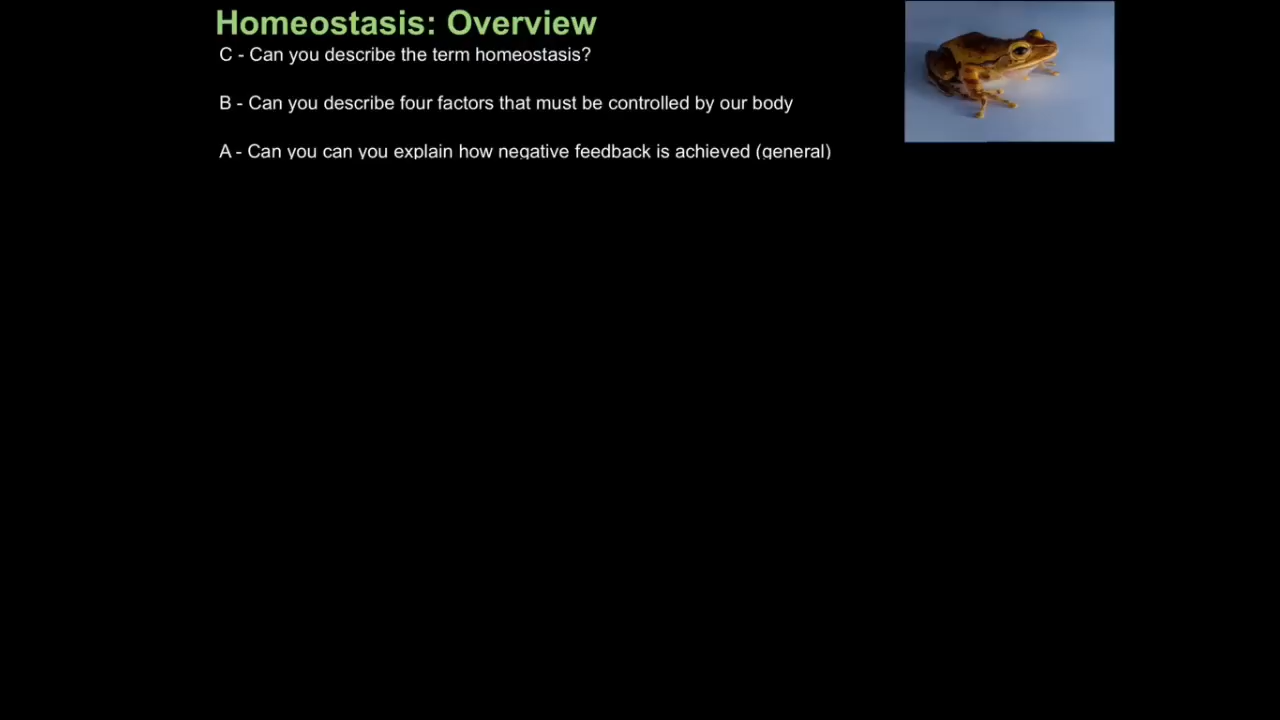 Homeostasis: Overview
C - Can you describe the term homeostasis?
B - Can you describe four factors that must be controlled by our body
A - Can you can you explain how negative feedback is achieved (general)